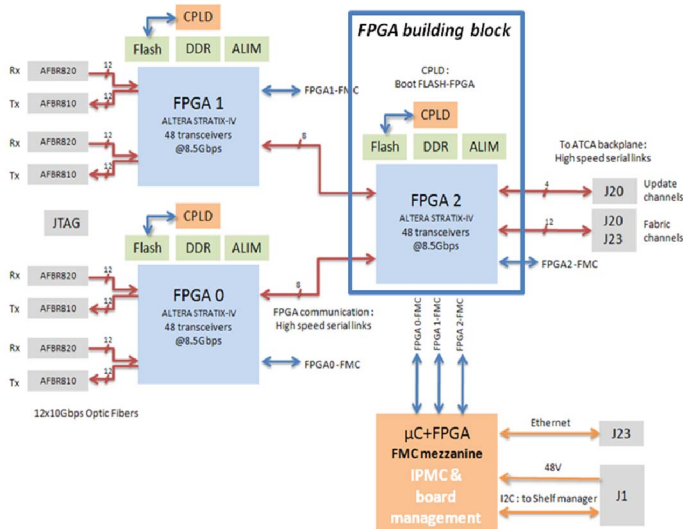 FPGA building block
CPLD :
Boot FLASH-FPGA
CPLD
Flash
DDR
ALIM
FPGA 2
ALTERA STRATIX-IV
48 transceivers
@8.5Gbps
FPGA2-FMC
CPLD
Flash
DDR
ALIM
Rx
AFBR820
12
Tx
AFBR810
12
Rx
AFBR820
12
Tx
AFBR810
12
FPGA 1
ALTERA STRATIX-IV
48 transceivers
@8.5Gbps
FPGA1-FMC
8
JTAG
CPLD
Flash
DDR
ALIM
Rx
AFBR820
12
Tx
AFBR810
12
Rx
AFBR820
12
Tx
AFBR810
12
FPGA 0
ALTERA STRATIX-IV
48 transceivers
@8.5Gbps
FPGA0-FMC
8
FPGA communication :
High speed serial links
12x10Gbps Optic Fibers
To ATCA backplane:
High speed serial links
4
J20
Update
channels
12
J20
J23
Fabric
channels
FPGA 0-FMC
FPGA 1-FMC
FPGA 2-FMC
µC+FPGA
FMC mezzanine
IPMC &
board
management
Ethernet
J23
48V
I2C : to Shelf manager
J1